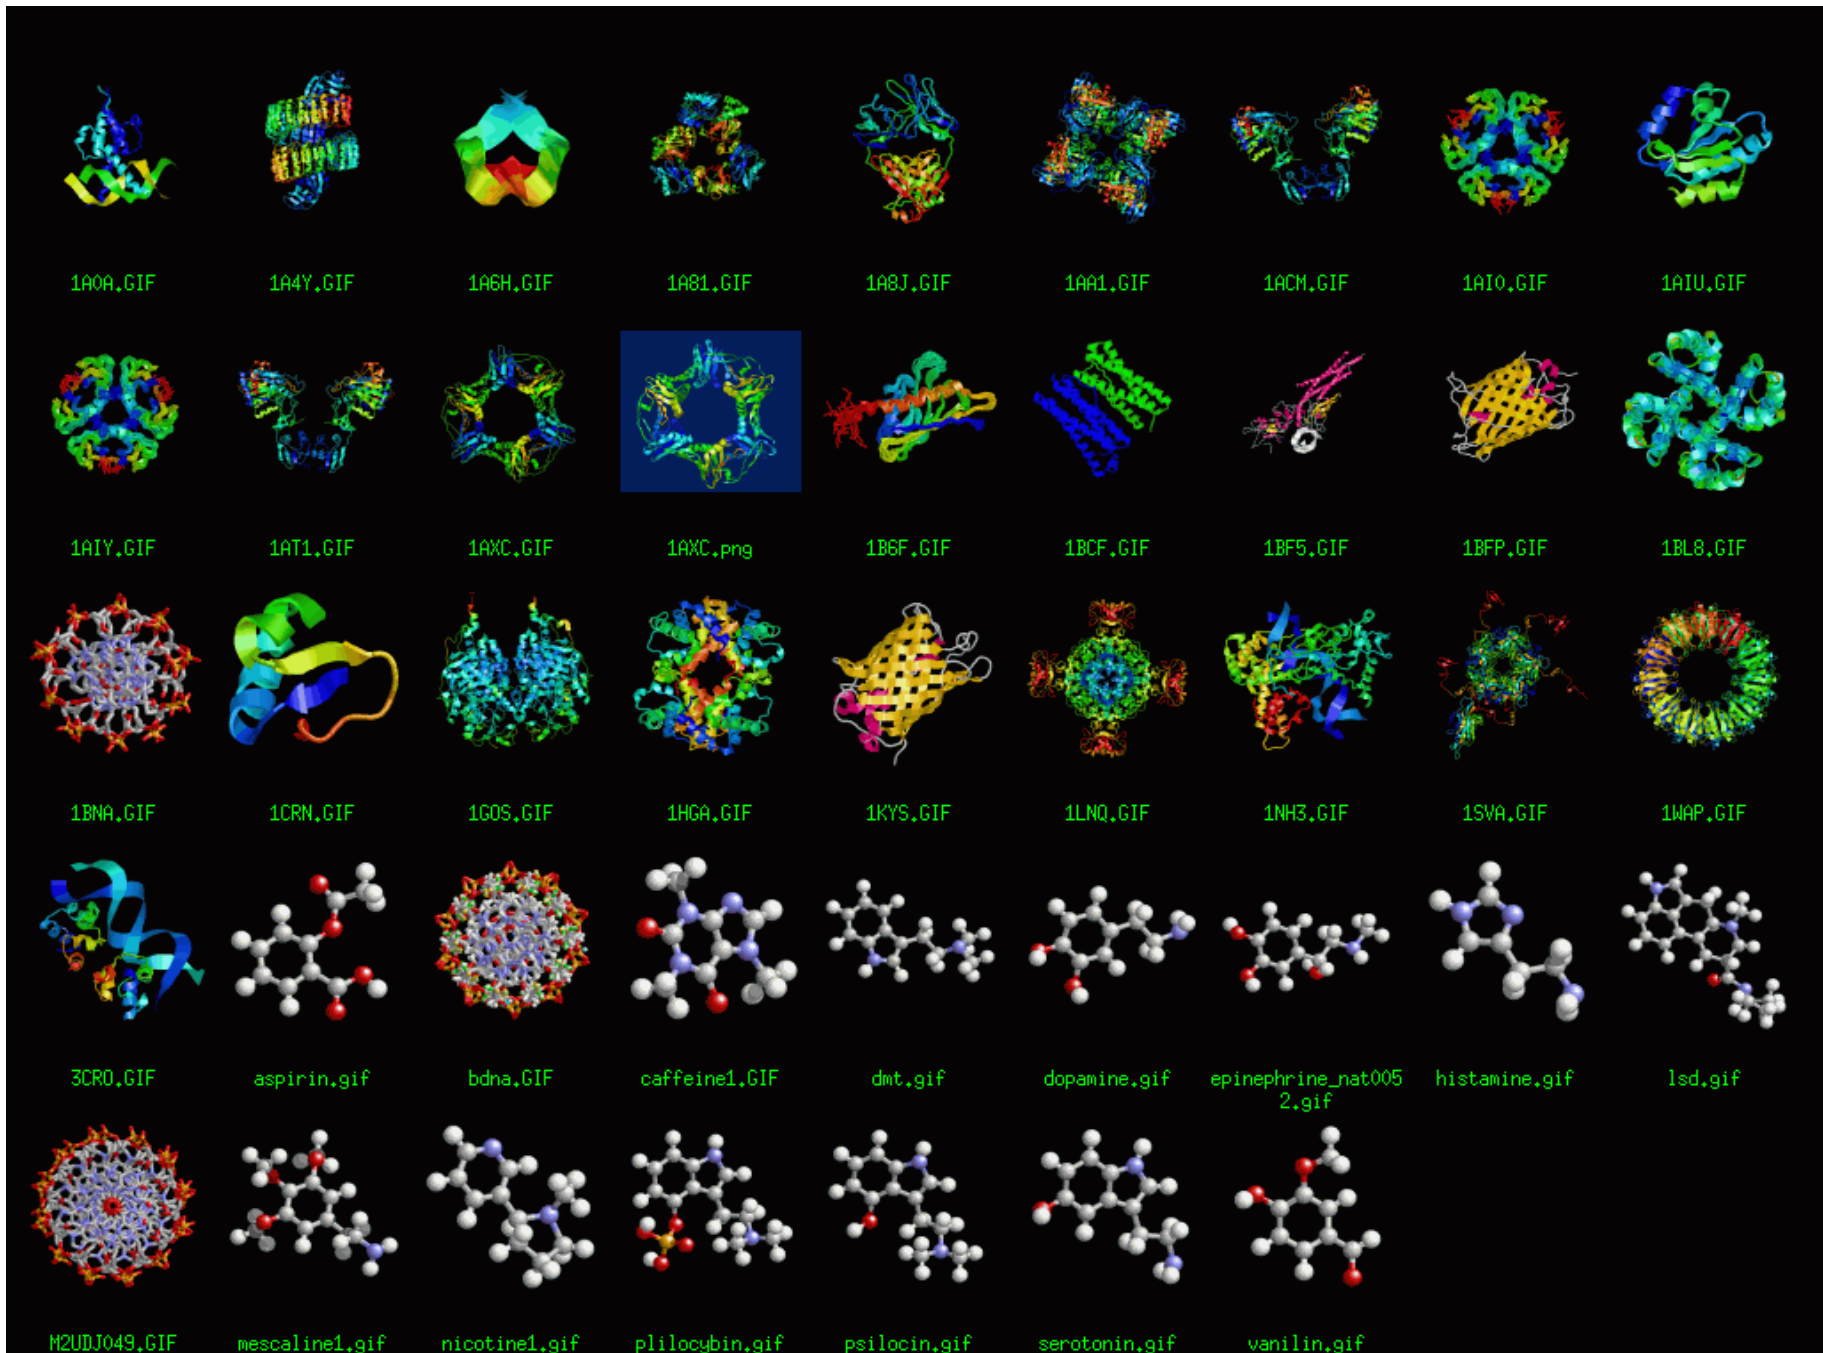 1A0A.GIF 1A4Y.GIF 1A6H.GIF 1A81.GIF 1A8J.GIF 1AA1.GIF 1ACM.GIF 1AIO.GIF 1AIU.GIF
1AIY.GIF 1AT1.GIF 1AXC.GIF 1AXC.png 1B6F.GIF 1BCF.GIF 1BF5.GIF 1BFP.GIF 1BL8.GIF
1BNA.GIF 1CRN.GIF 1GOS.GIF 1HGA.GIF 1KYS.GIF 1LNQ.GIF 1NH3.GIF 1SVA.GIF 1WAP.GIF
3CRO.GIF aspirin.gif bdna.GIF caffeine1.GIF dmt.gif dopamine.gif epinephrine_nat005 histamine.gif lsd.gif
2.gif
M2UDJ049.GIF mescaline1.gif nicotine1.gif plilocybin.gif psilocin.gif serotonin.gif vanilin.gif